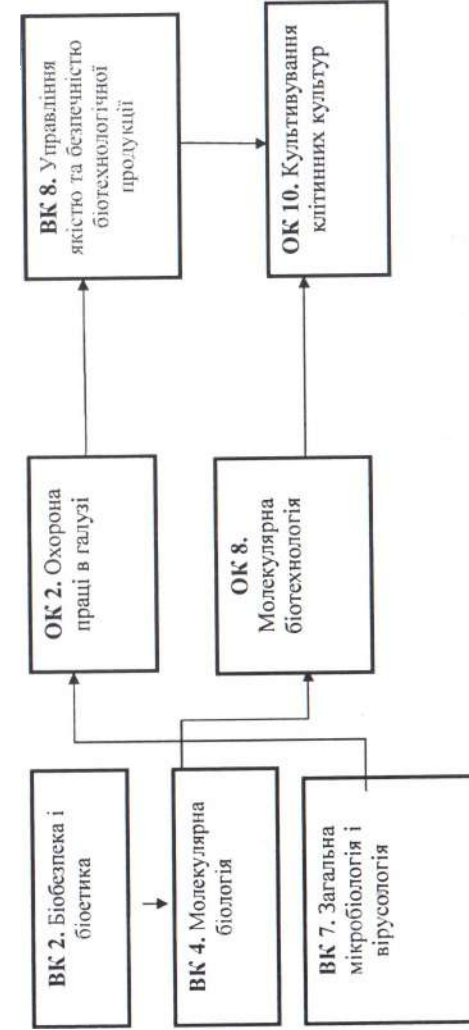 ВК 2. Біобезпека і
біоетика
ВК 4. Молекулярна
біологія
ВК 7. Загальна
мікробіологія і
вірусологія
ОК 2. Охорона
праці в галузі
ОК 8.
Молекулярна
біотехнологія
ВК 8. Управління
якістю та безпечністю
біотехнологічної
продукції
ОК 10. Культивування
клітинних культур